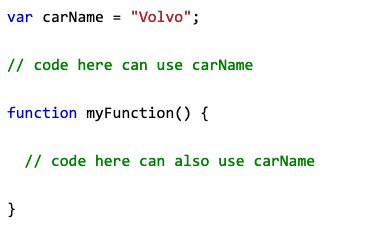 var carName = "Volvo";
// code here can use carName
function myFunction() {
// code here can also use carName
}